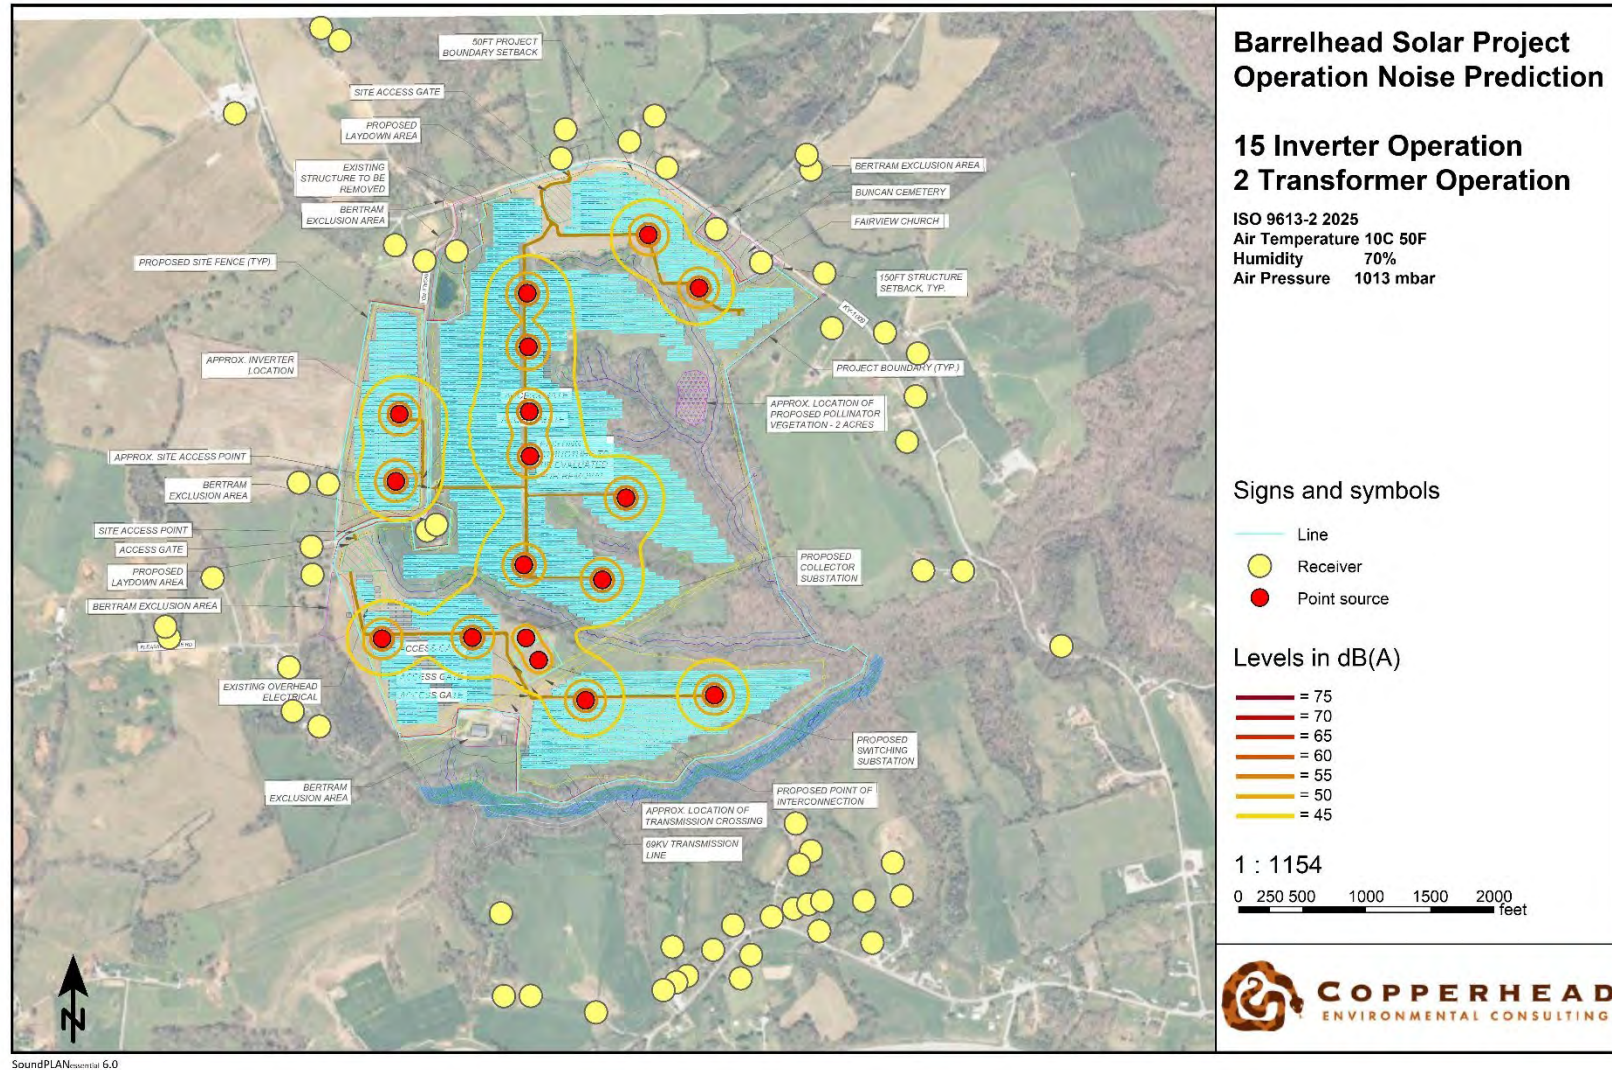 Barrelhead Solar Project
Operation Noise Prediction
15 Inverter Operation
2 Transformer Operation
ISO 9613-2 2025
Air Temperature 10C 50F
Humidity 70%
Air Pressure 1013 mbar
50FT PROJECT
BOUNDARY SETBACK
SITE ACCESS GATE
PROPOSED
LAYDOWN AREA
EXISTING
STRUCTURE TO BE
REMOVED
BERTRAM
EXCLUSION AREA
PROPOSED SITE FENCE (TYP)
BERTRAM EXCLUSION AREA
BUNCAN CEMETERY
FAIRVIEW CHURCH
150FT STRUCTURE
SETBACK, TYP.
KY-1009
PROJECT BOUNDARY (TYP.)
APPROX. INVERTER
LOCATION
APPROX. LOCATION OF
PROPOSED POLLINATOR
VEGETATION - 2 ACRES
APPROX. SITE ACCESS POINT
BERTRAM
EXCLUSION AREA
SITE ACCESS POINT
ACCESS GATE
PROPOSED
LAYDOWN AREA
BERTRAM EXCLUSION AREA
PROPOSED
COLLECTOR
SUBSTATION
EXISTING OVERHEAD
ELECTRICAL
ACCESS GATE
ACCESS GATE
PROPOSED
SWITCHING
SUBSTATION
BERTRAM
EXCLUSION AREA
PROPOSED POINT OF
INTERCONNECTION
APPROX. LOCATION OF
TRANSMISSION CROSSING
69KV TRANSMISSION
LINE
N
Signs and symbols
Line
Receiver
Point source
Levels in dB(A)
= 75
= 70
= 65
= 60
= 55
= 50
= 45
1 : 1154
0 250 500 1000 1500 2000
feet
COPPERHEAD
ENVIRONMENTAL CONSULTING
SoundPLANessential 6.0